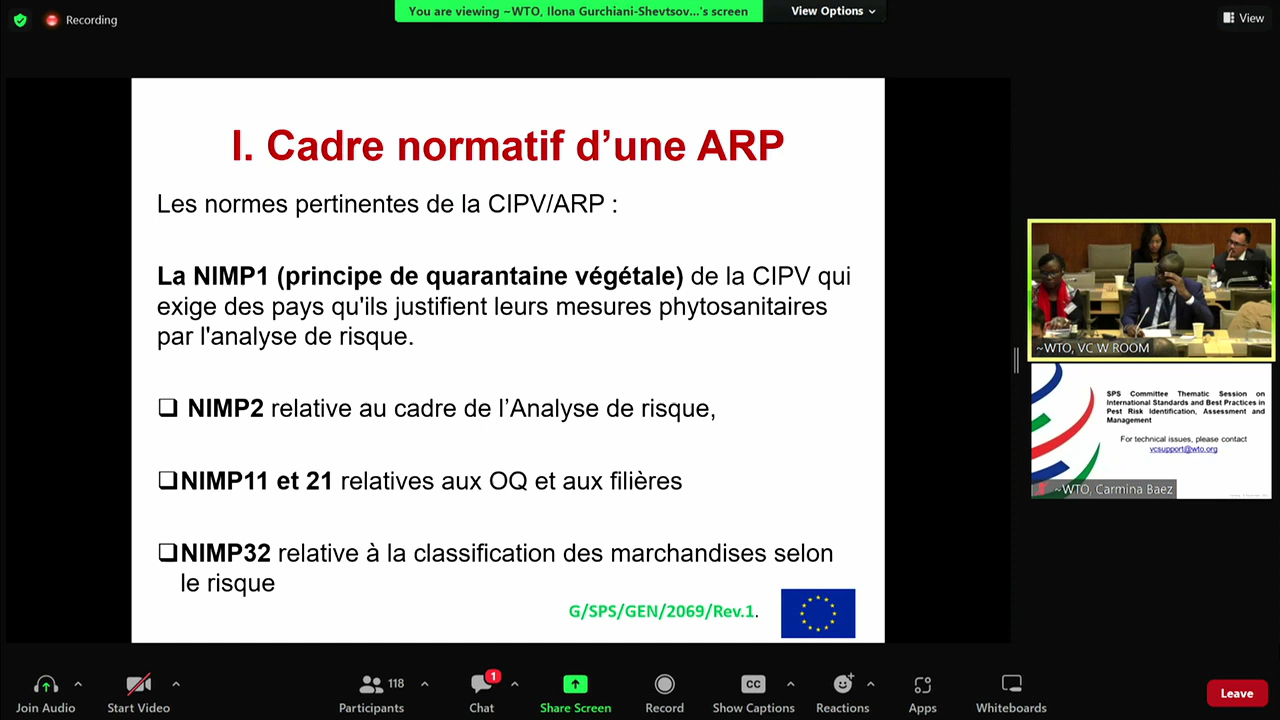 Recording
You are viewing ~WTO, Ilona Gurchiani-Shevtsov...'s screen
View Options
View
I. Cadre normatif d’une ARP
Les normes pertinentes de la CIPV/ARP :
La NIMP1 (principe de quarantaine végétale) de la CIPV qui
exige des pays qu'ils justifient leurs mesures phytosanitaires
par l'analyse de risque.
❑ NIMP2 relative au cadre de l’Analyse de risque,
❑NIMP11 et 21 relatives aux OQ et aux filières
❑NIMP32 relative à la classification des marchandises selon
le risque
G/SPS/GEN/2069/Rev.1.
~WTO, VC W ROOM
SPS Committee Thematic Session on
International Standards and Best Practices in
Pest Risk Identification, Assessment and
Management
For technical issues, please contact
vcsupport@wto.org
~WTO, Carmina Baez
Join Audio
Start Video
118
Participants
1
Chat
Share Screen
Record
CC
Show Captions
Reactions
Apps
Whiteboards
Leave